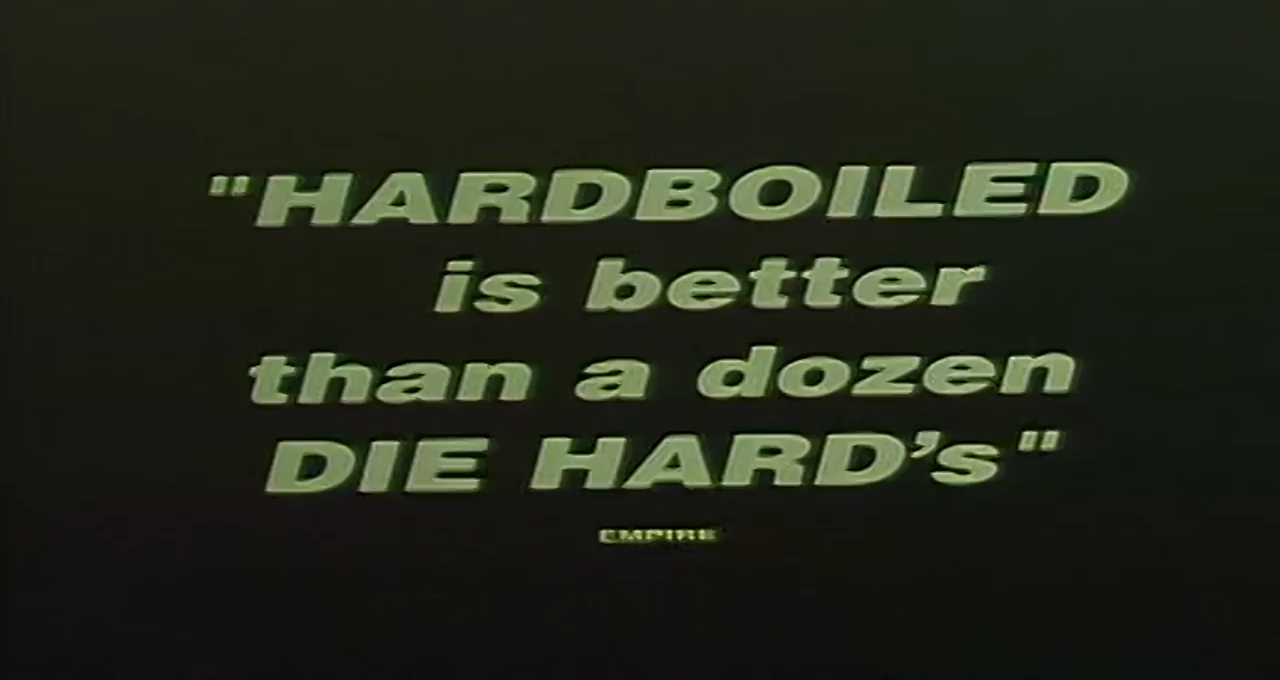 "HARDBOILED
is better
than a dozen
DIE HARD's"
EMPIRE